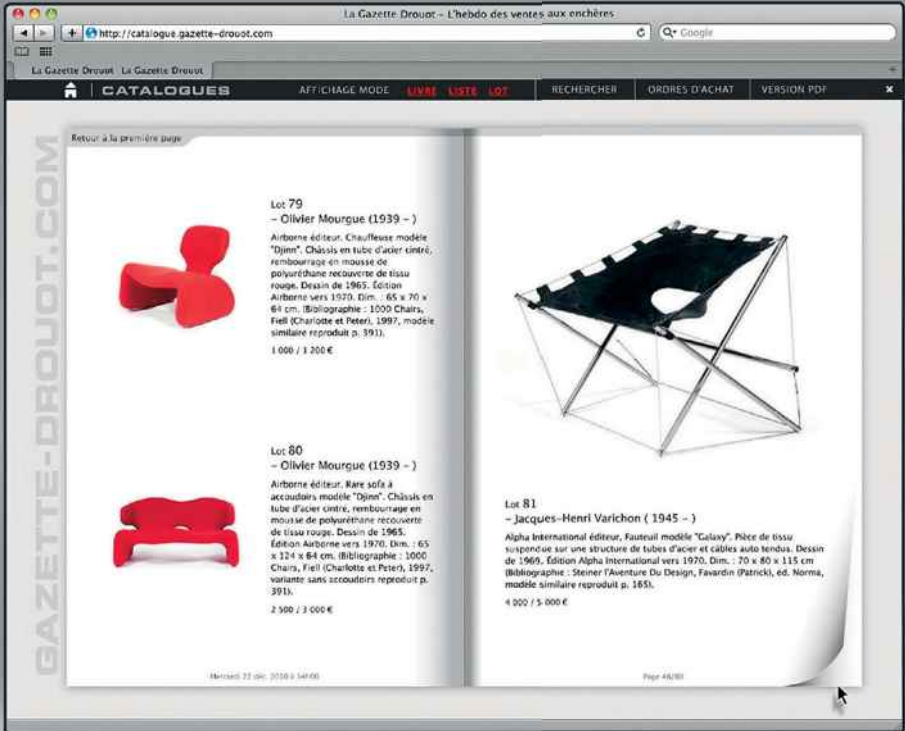 La Gazette Drouot – L'hebdo des ventes aux enchères
http://catalogue.gazette-drouot.com
Google
La Gazette Drouot La Gazette Drouot
CATALOGUES
AFFICHAGE MODE LIVRE LISTE LOT RECHERCHER ORDRES D'ACHAT VERSION PDF
GAZETTE-DROUOT.COM
Retour à la première page
Lot 79
– Olivier Mourgue (1939 – )
Airborne éditeur. Chauffeuse modèle
"Djinn". Châssis en tube d'acier cintré,
rembourrage en mousse de
polyuréthane recouverte de tissu
rouge. Dessin de 1965. Édition
Airborne vers 1970. Dim. : 65 x 70 x
64 cm. (Bibliographie : 1000 Chairs,
Fiell (Charlotte et Peter), 1997, modèle
similaire reproduit p. 391).
1 000 / 1 200 €
Lot 80
– Olivier Mourgue (1939 – )
Airborne éditeur. Rare sofa à
accoudoirs modèle "Djinn". Châssis en
tube d'acier cintré, rembourrage en
mousse de polyuréthane recouverte
de tissu rouge. Dessin de 1965.
Édition Airborne vers 1970. Dim. : 65
x 124 x 64 cm. (Bibliographie : 1000
Chairs, Fiell (Charlotte et Peter), 1997,
variante sans accoudoirs reproduit p.
391).
2 500 / 3 000 €
Mercredi 22 déc. 2010 à 14h00
Lot 81
– Jacques-Henri Varichon ( 1945 – )
Alpha International éditeur, Fauteuil modèle "Galaxy". Pièce de tissu
suspendue sur une structure de tubes d'acier et câbles auto tendus. Dessin
de 1969. Édition Alpha International vers 1970. Dim. : 70 x 80 x 115 cm
(Bibliographie : Steiner l'Aventure Du Design, Favardin (Patrick), éd. Norma,
modèle similaire reproduit p. 165).
4 000 / 5 000 €
Page 48/80